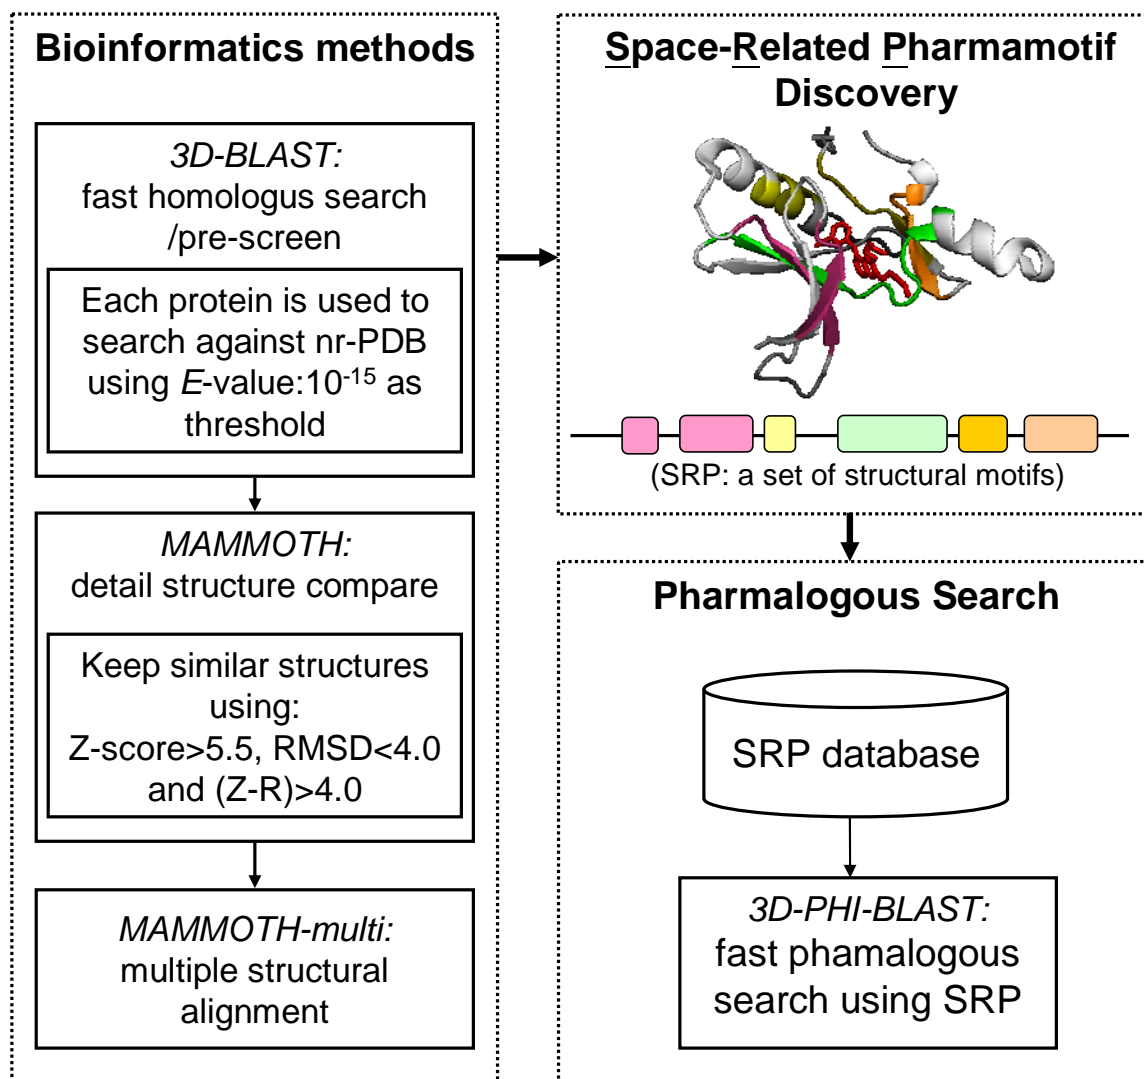 Bioinformatics methods
3D-BLAST:
fast homologus search
/pre-screen
Each protein is used to
search against nr-PDB
using E-value:10-15 as
threshold
MAMMOTH:
detail structure compare
Keep similar structures
using:
Z-score>5.5, RMSD<4.0
and (Z-R)>4.0
MAMMOTH-multi:
multiple structural
alignment
Space-Related Pharmamotif
Discovery
(SRP: a set of structural motifs)
Pharmalogous Search
SRP database
3D-PHI-BLAST:
fast phamalogous
search using SRP